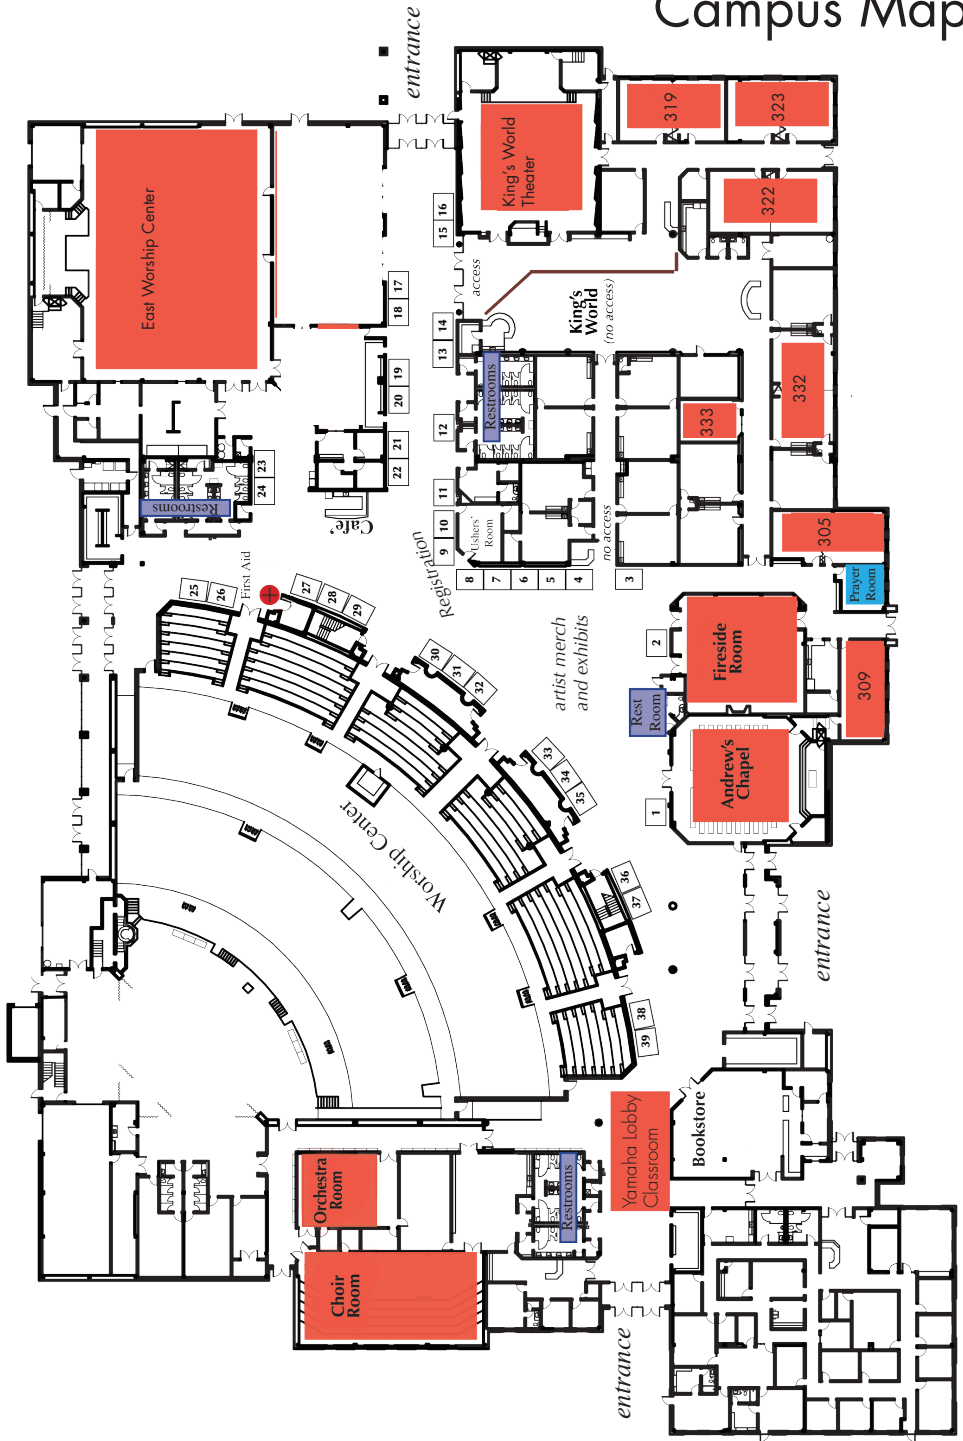 Campus Map
entrance
319
323
King's World
Theater
322
East Worship Center
16
15
access
17
18
King's
World
(no access)
14
13
Restrooms
19
20
12
333
332
21
22
23
24
Restrooms
Cafe'
11
10
9
Ushers'
Room
Registration
no access
305
8
7
6
5
4
3
Prayer
Room
First Aid
25
26
27
28
29
30
31
32
artist merch
and exhibits
2
Fireside
Room
309
Rest
Room
33
34
35
1
Andrew's
Chapel
Worship Center
36
37
entrance
38
39
Yamaha Lobby
Classroom
Bookstore
Orchestra
Room
Restrooms
Choir
Room
entrance